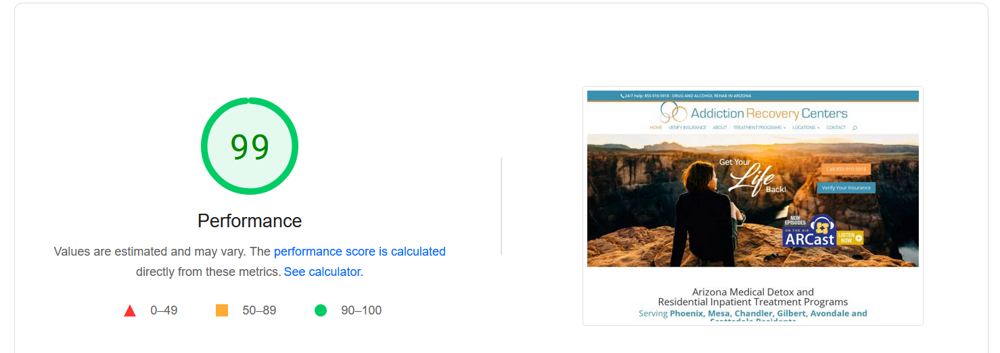 99
Performance
Values are estimated and may vary. The performance score is calculated
directly from these metrics. See calculator.
0–49
50–89
90–100
24/7 Help: 855-910-5918 - DRUG AND ALCOHOL REHAB IN ARIZONA
Addiction Recovery Centers
HOME VERIFY INSURANCE ABOUT TREATMENT PROGRAMS LOCATIONS CONTACT
Get Your
Life
Back!
Call 855-910-5918
Verify Your Insurance
NEW
EPISODES
ON THE AIR
ARCast
LISTEN
NOW
Arizona Medical Detox and
Residential Inpatient Treatment Programs
Serving Phoenix, Mesa, Chandler, Gilbert, Avondale and
Scottsdale Residents